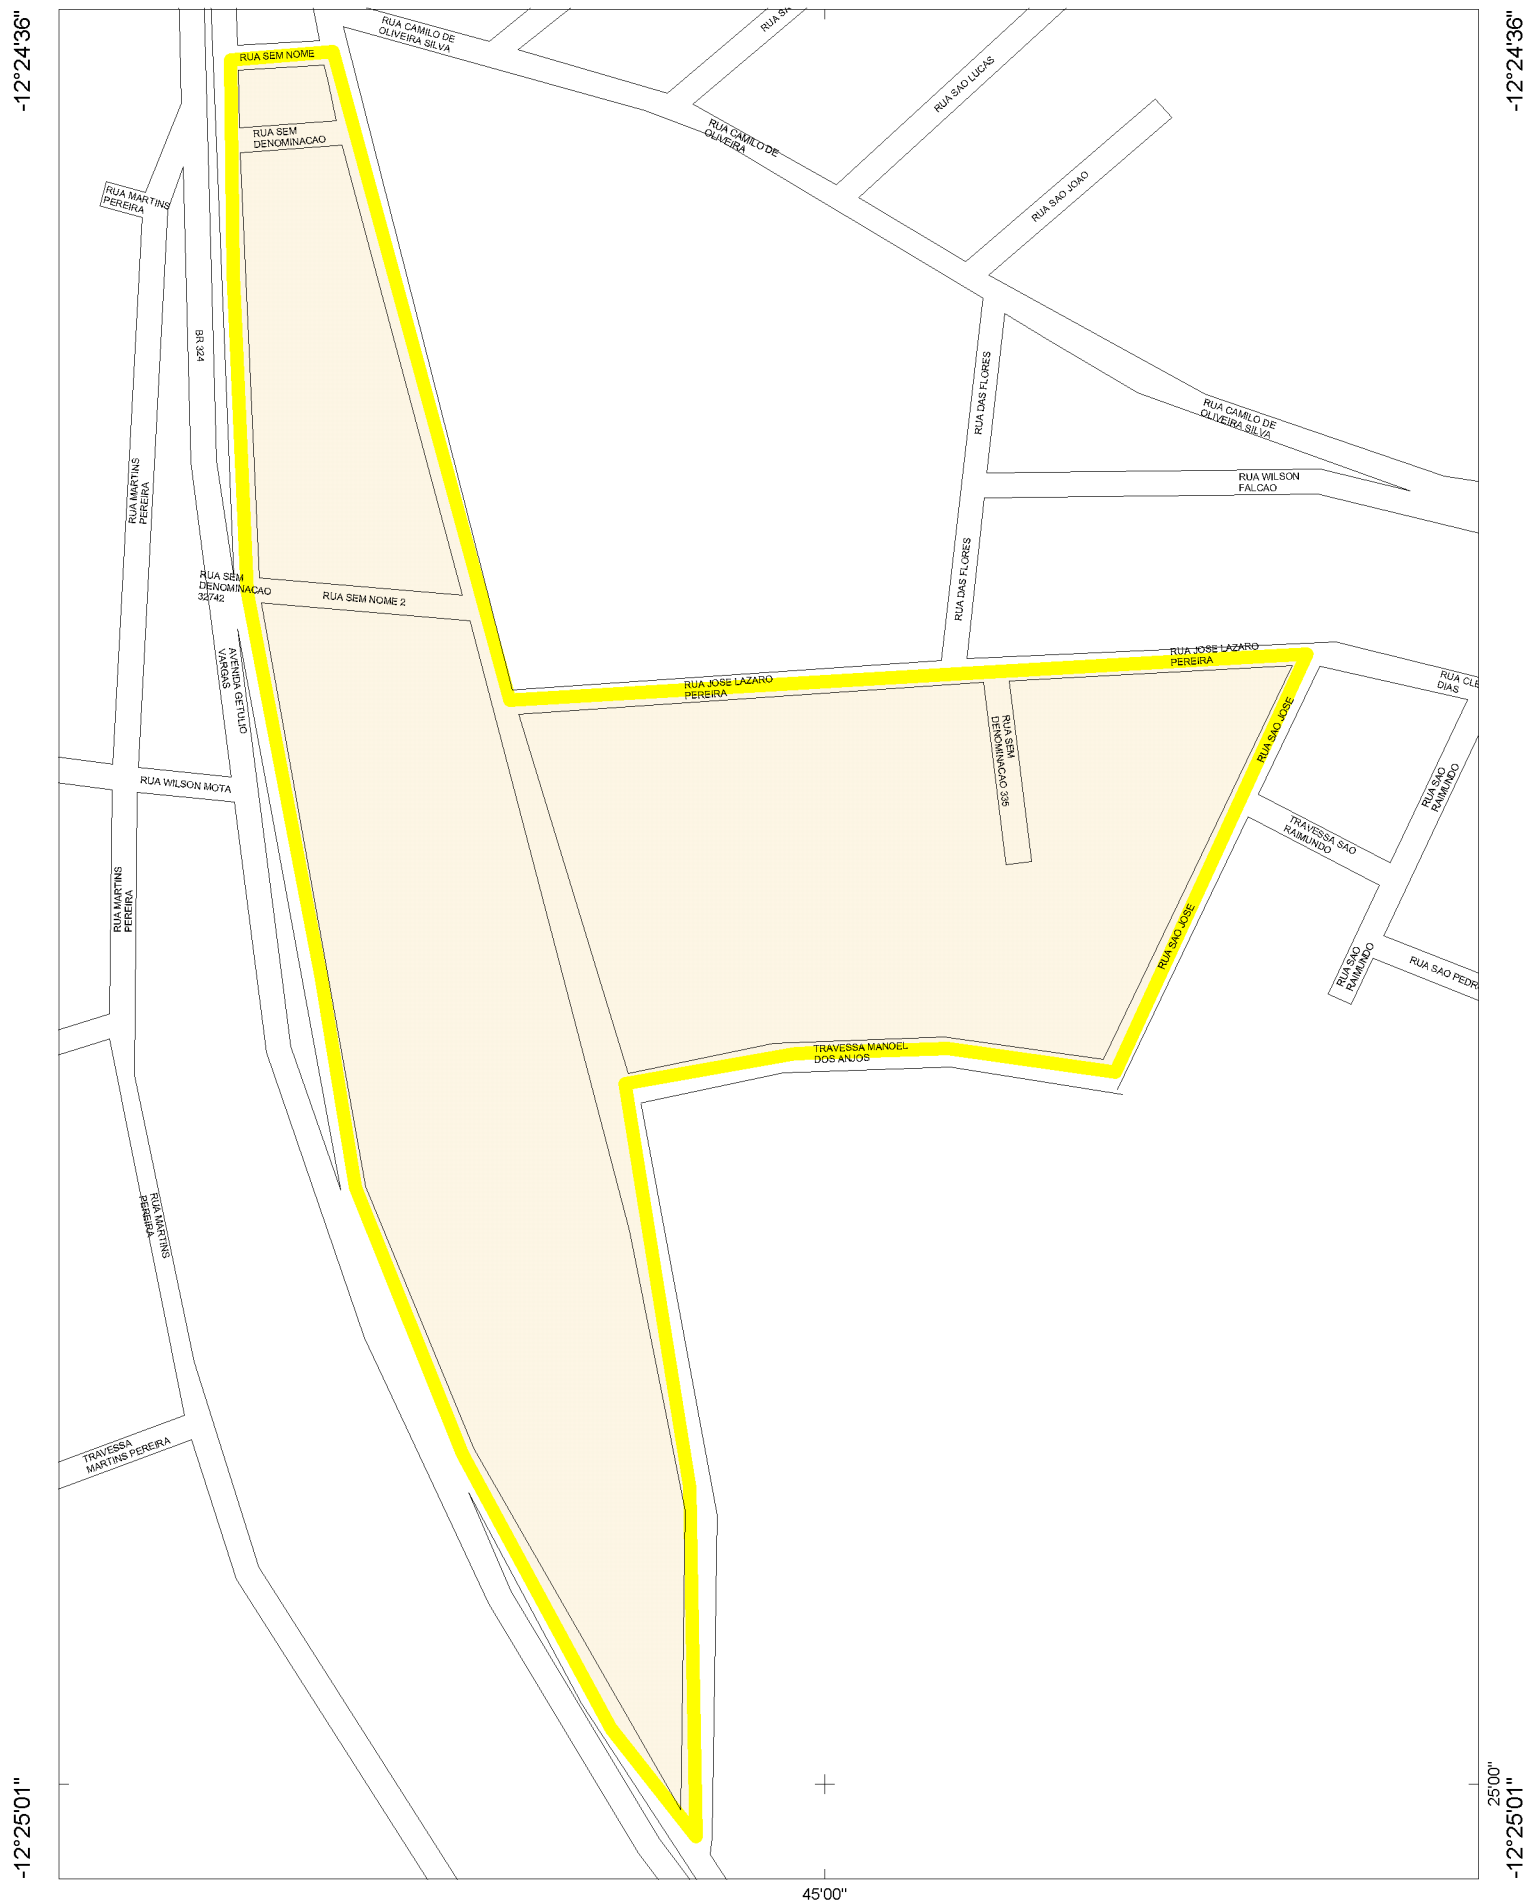 -12°24'36"
-12°24'36"
RUA CAMILO DE
OLIVEIRA SILVA
RUA SEM NOME
RUA SAO LUCAS
RUA SEM
DENOMINACAO
RUA CAMILO DE
OLIVEIRA
RUA MARTINS
PEREIRA
RUA SAO JOAO
BR 324
RUA DAS FLORES
RUA CAMILO DE
OLIVEIRA SILVA
RUA MARTINS
PEREIRA
RUA WILSON
FALCAO
RUA SEM
DENOMINACAO
32742
RUA SEM NOME 2
RUA DAS FLORES
AVENIDA GETULIO
VARGAS
RUA JOSE LAZARO
PEREIRA
RUA JOSE LAZARO
PEREIRA
RUA CLE
DIAS
RUA SEM
DENOMINACAO 335
RUA SAO JOSE
RUA WILSON MOTA
RUA SAO
RAIMUNDO
TRAVESSA SAO
RAIMUNDO
RUA MARTINS
PEREIRA
RUA SAO JOSE
RUA SAO
RAIMUNDO
RUA SAO PEDR
TRAVESSA MANOEL
DOS ANJOS
RUA MARTINS
PEREIRA
TRAVESSA
MARTINS PEREIRA
25'00"
-12°25'01"
-12°25'01"
45'00"